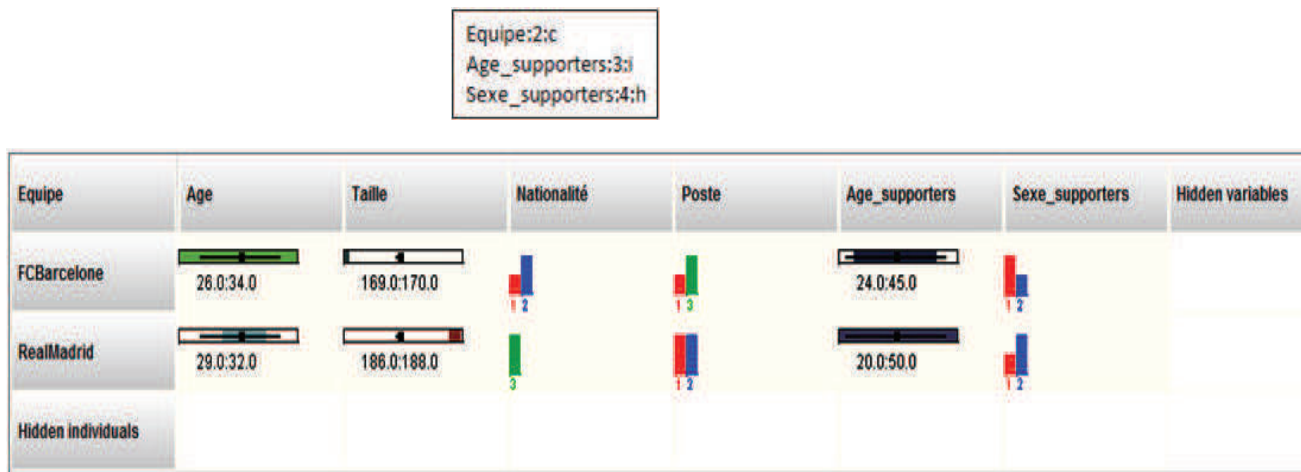 Equipe:2:c
Age_supporters:3:i
Sexe_supporters:4:h
Equipe Age Taille Nationalité Poste Age_supporters Sexe_supporters Hidden variables
FCBarcelone 26.0:34.0 169.0:170.0 1 2 1 3 24.0:45.0 1 2
RealMadrid 29.0:32.0 186.0:188.0 3 1 2 20.0:50.0 1 2
Hidden individuals